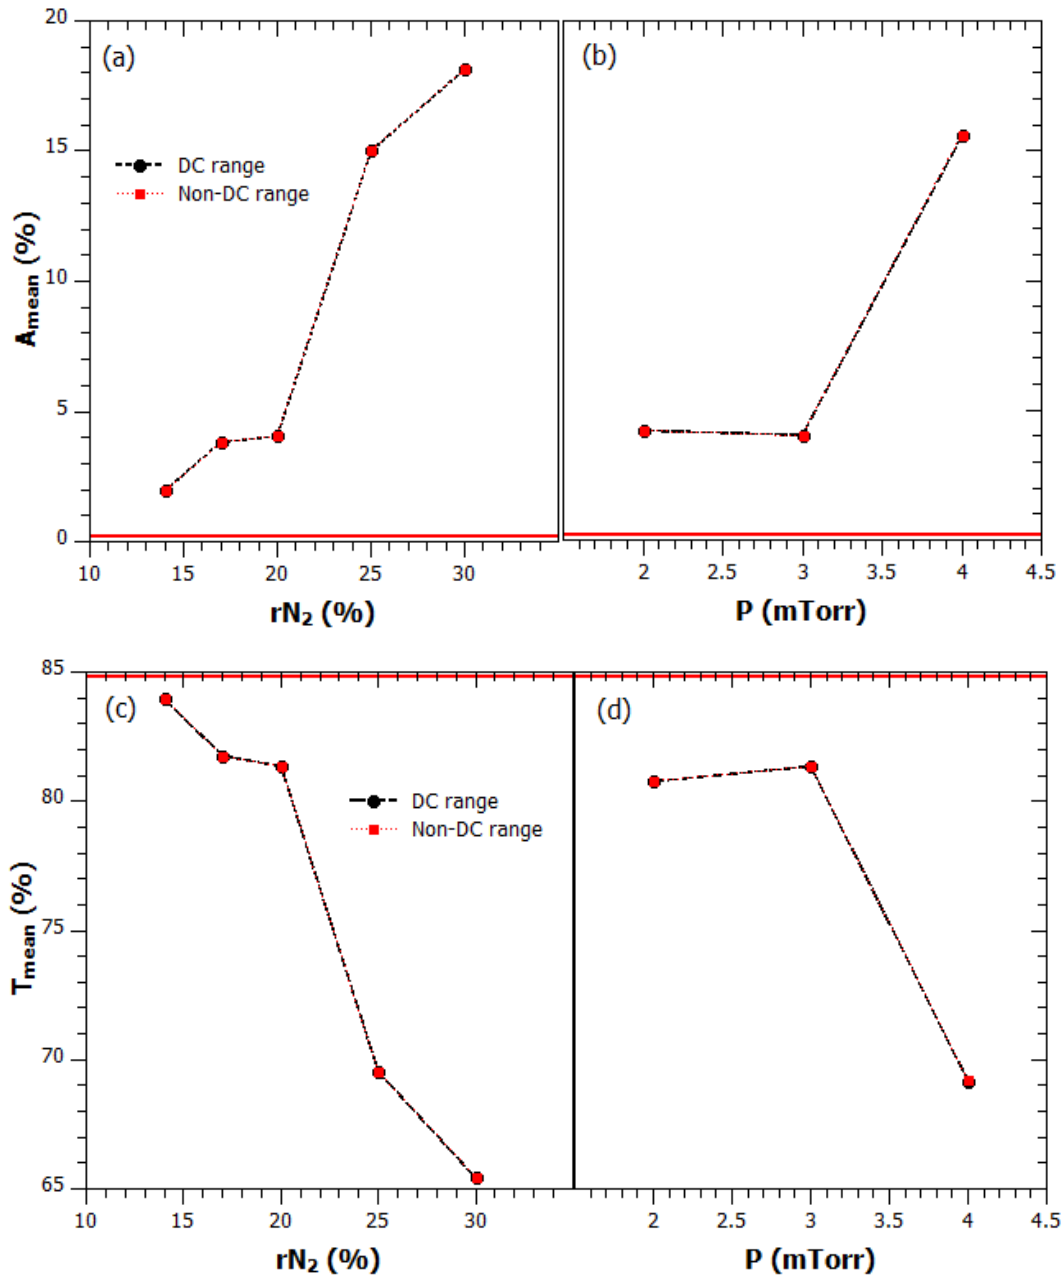 (a)
(b)
DC range
Non-DC range
A_mean (%)
20
15
10
5
0
10 15 20 25 30
2 2.5 3 3.5 4 4.5
rN₂ (%)
P (mTorr)
(c)
(d)
DC range
Non-DC range
T_mean (%)
85
80
75
70
65
10 15 20 25 30
2 2.5 3 3.5 4 4.5
rN₂ (%)
P (mTorr)